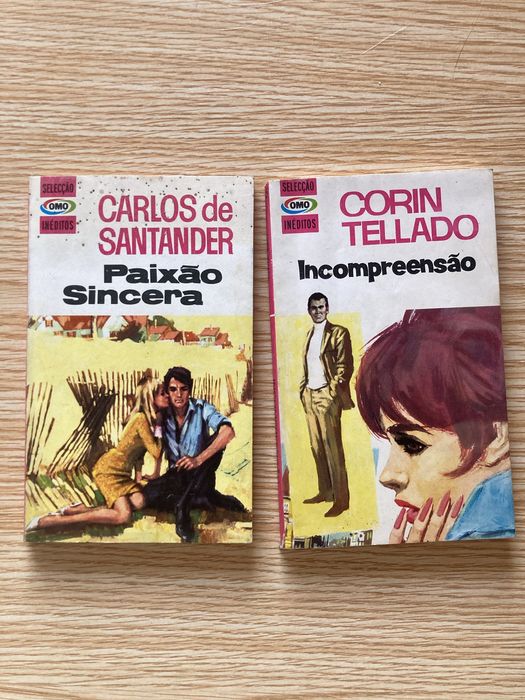 SELECÇÃO
OMO
INÉDITOS
CARLOS de
SANTANDER
Paixão
Sincera
SELECÇÃO
OMO
INÉDITOS
CORIN
TELLADO
Incompreensão